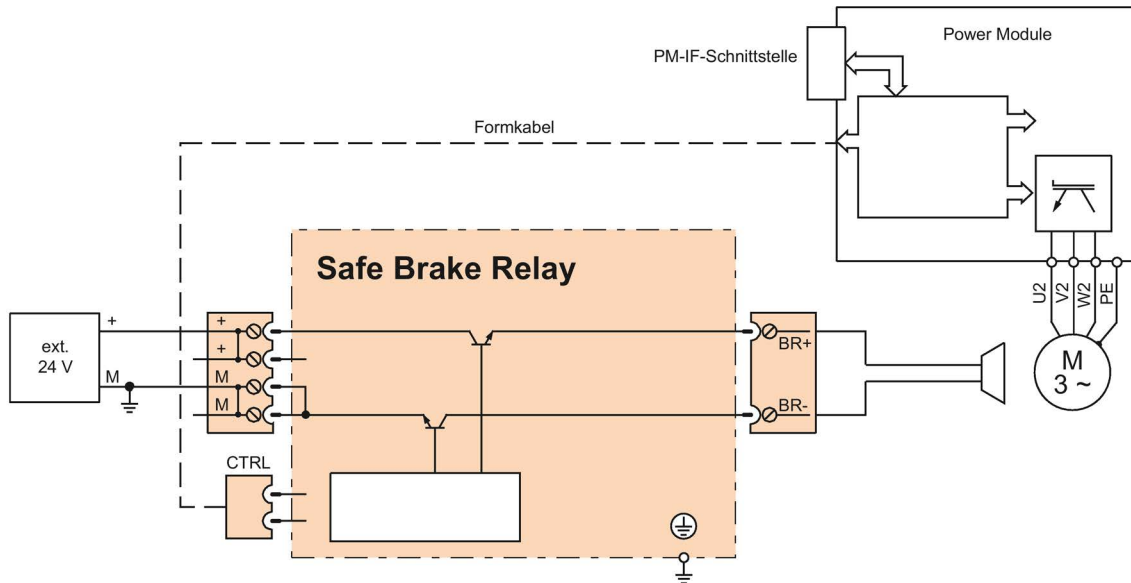 Power Module
PM-IF-Schnittstelle
Formkabel
Safe Brake Relay
U2
V2
W2
PE
ext.
24 V
+
M
+
+
M
M
BR+
BR-
M
3 ~
CTRL